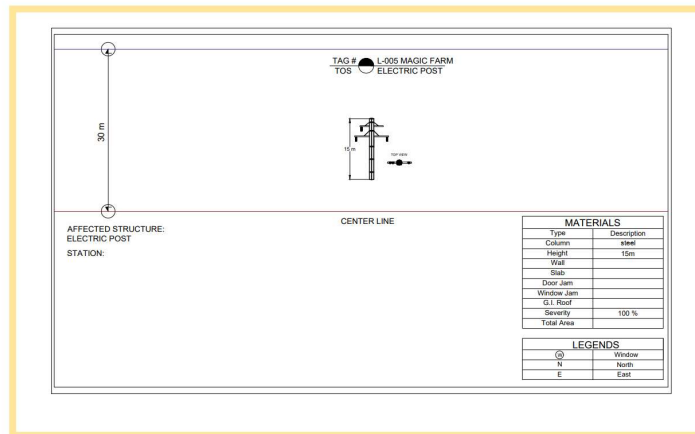 TAG # L-005 MAGIC FARM
TOS ELECTRIC POST
30 m
15 m
TOP VIEW
CENTER LINE
AFFECTED STRUCTURE:
ELECTRIC POST
STATION:
MATERIALS
Type Description
Column steel
Height 15m
Wall
Slab
Door Jam
Window Jam
G.I. Roof
Severity 100 %
Total Area
LEGENDS
W Window
N North
E East